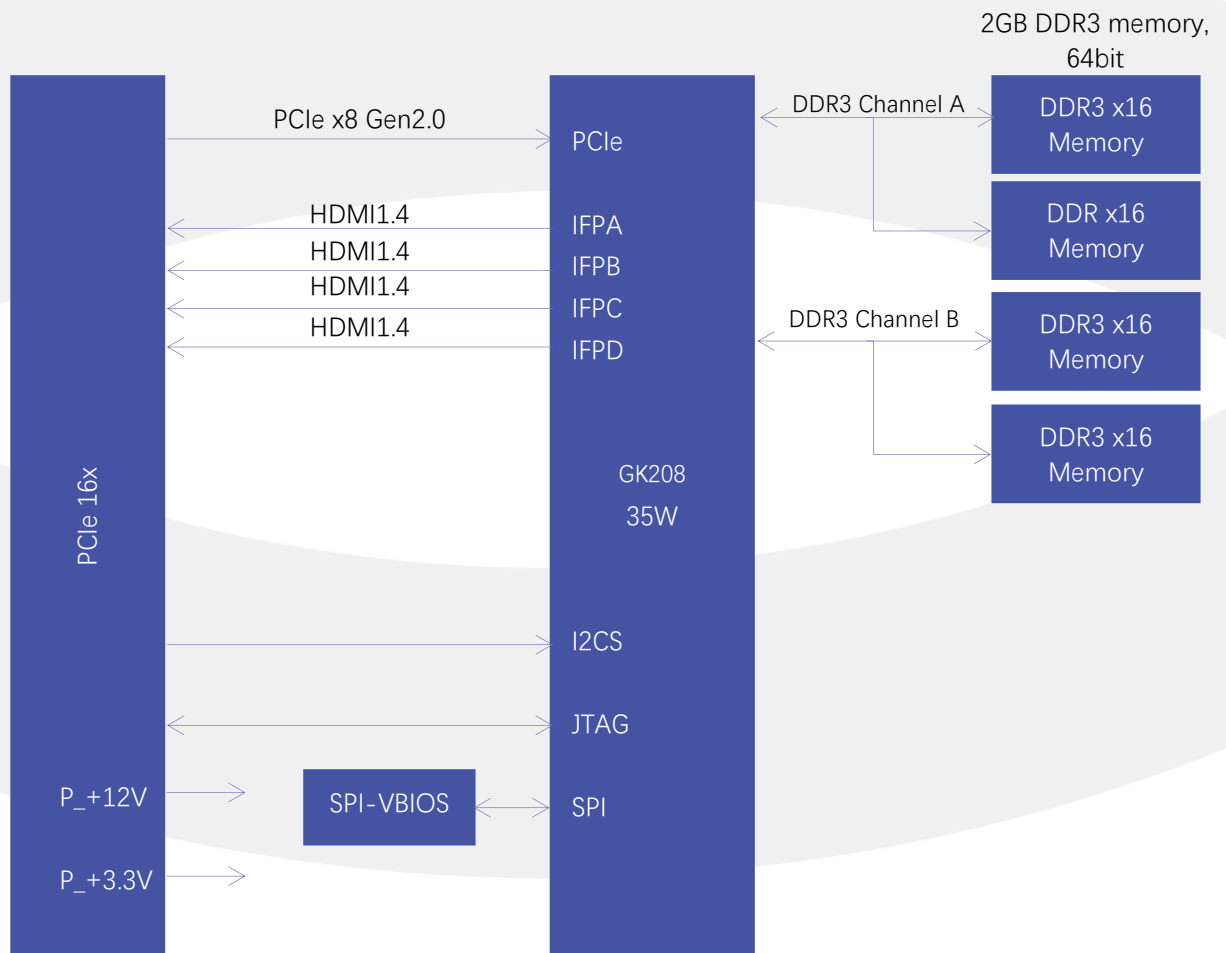 2GB DDR3 memory,
64bit
PCIe 16x
PCIe x8 Gen2.0
HDMI1.4
HDMI1.4
HDMI1.4
HDMI1.4
P_+12V
P_+3.3V
SPI-VBIOS
PCIe
IFPA
IFPB
IFPC
IFPD
GK208
35W
I2CS
JTAG
SPI
DDR3 Channel A
DDR3 x16
Memory
DDR x16
Memory
DDR3 Channel B
DDR3 x16
Memory
DDR3 x16
Memory